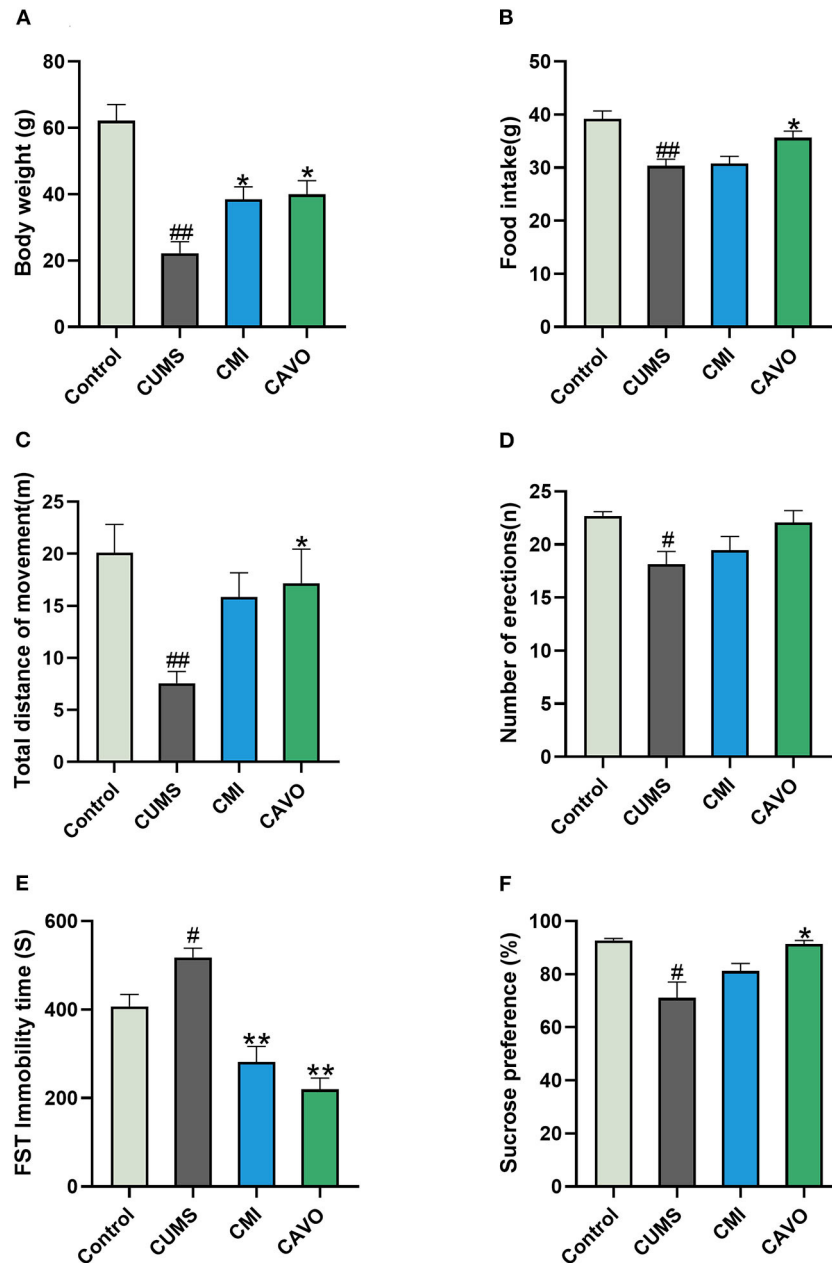 A
B
Body weight (g)
80
60
40
20
0
##
*
*
Control
CUMS
CMI
CAVO
Food intake(g)
50
40
30
20
10
0
##
*
Control
CUMS
CMI
CAVO
C
D
Total distance of movement(m)
25
20
15
10
5
0
##
*
Control
CUMS
CMI
CAVO
Number of erections(n)
25
20
15
10
5
0
#
Control
CUMS
CMI
CAVO
E
F
FST Immobility time (S)
600
400
200
0
#
**
**
Control
CUMS
CMI
CAVO
Sucrose preference (%)
100
80
60
40
20
0
#
*
Control
CUMS
CMI
CAVO